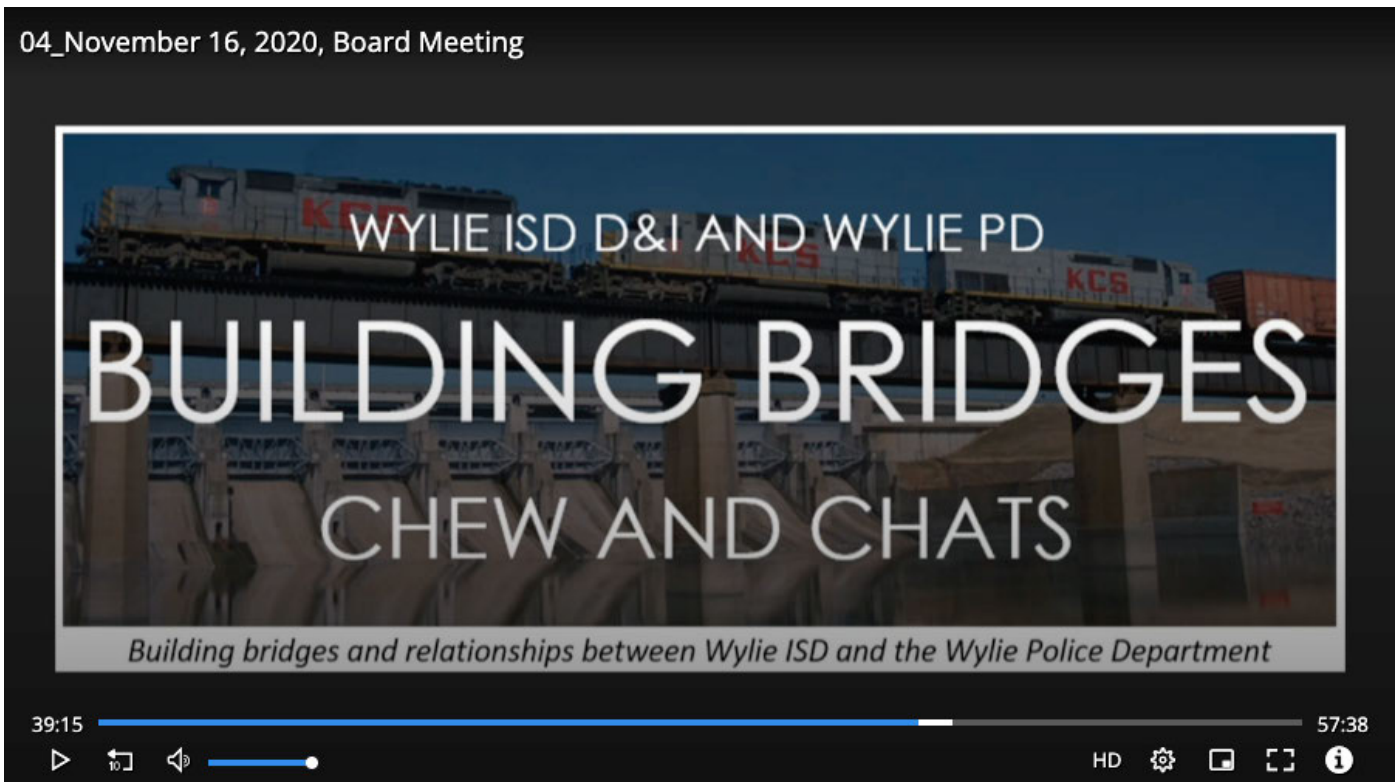 04_November 16, 2020, Board Meeting
KCS
KCS
KCS
WYLIE ISD D&I AND WYLIE PD
BUILDING BRIDGES
CHEW AND CHATS
Building bridges and relationships between Wylie ISD and the Wylie Police Department
39:15
57:38
10
HD